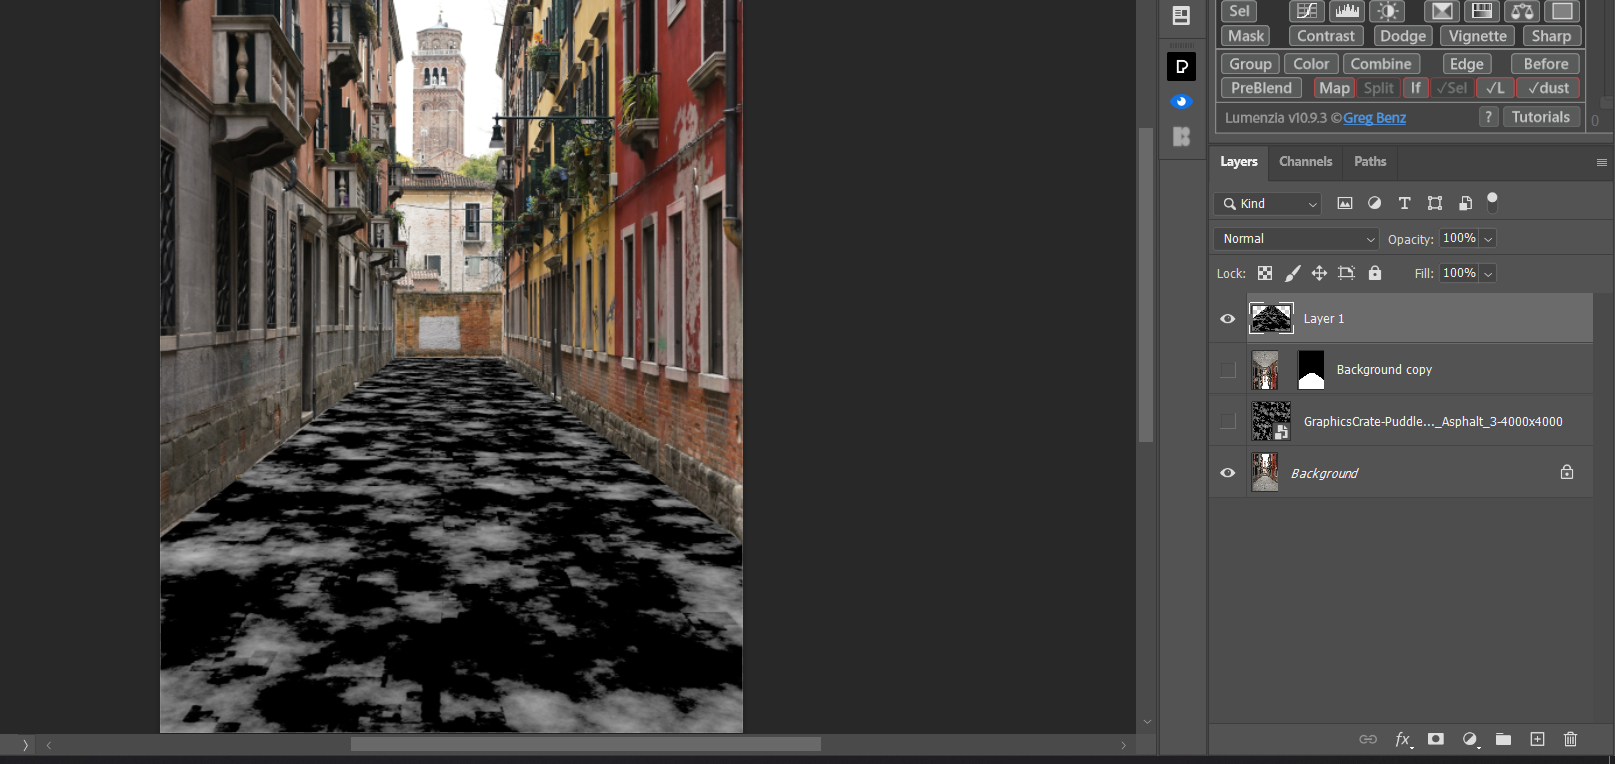 Sel
Mask Contrast Dodge Vignette Sharp
Group Color Combine Edge Before
PreBlend Map Split If ✓Sel ✓L ✓dust
Lumenzia v10.9.3 © Greg Benz ? Tutorials
0
Layers Channels Paths
Kind
Normal Opacity: 100%
Lock: Fill: 100%
Layer 1
Background copy
GraphicsCrate-Puddle..._Asphalt_3-4000x4000
Background
fx